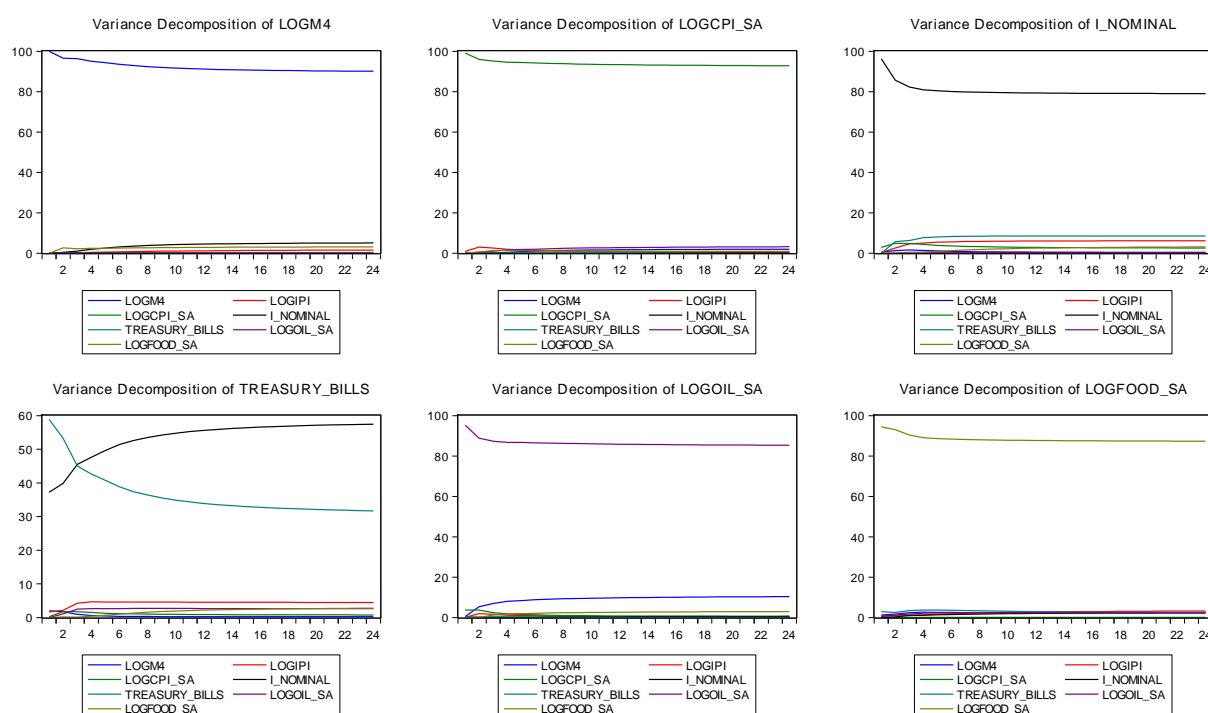 Variance Decomposition of LOGM4
100
80
60
40
20
0
2 4 6 8 10 12 14 16 18 20 22 24
LOGM4 LOGIPI
LOGCPI_SA I_NOMINAL
TREASURY_BILLS LOGOIL_SA
LOGFOOD_SA
Variance Decomposition of LOGCPI_SA
100
80
60
40
20
0
2 4 6 8 10 12 14 16 18 20 22 24
LOGM4 LOGIPI
LOGCPI_SA I_NOMINAL
TREASURY_BILLS LOGOIL_SA
LOGFOOD_SA
Variance Decomposition of I_NOMINAL
100
80
60
40
20
0
2 4 6 8 10 12 14 16 18 20 22 24
LOGM4 LOGIPI
LOGCPI_SA I_NOMINAL
TREASURY_BILLS LOGOIL_SA
LOGFOOD_SA
Variance Decomposition of TREASURY_BILLS
60
50
40
30
20
10
0
2 4 6 8 10 12 14 16 18 20 22 24
LOGM4 LOGIPI
LOGCPI_SA I_NOMINAL
TREASURY_BILLS LOGOIL_SA
LOGFOOD_SA
Variance Decomposition of LOGOIL_SA
100
80
60
40
20
0
2 4 6 8 10 12 14 16 18 20 22 24
LOGM4 LOGIPI
LOGCPI_SA I_NOMINAL
TREASURY_BILLS LOGOIL_SA
LOGFOOD_SA
Variance Decomposition of LOGFOOD_SA
100
80
60
40
20
0
2 4 6 8 10 12 14 16 18 20 22 24
LOGM4 LOGIPI
LOGCPI_SA I_NOMINAL
TREASURY_BILLS LOGOIL_SA
LOGFOOD_SA